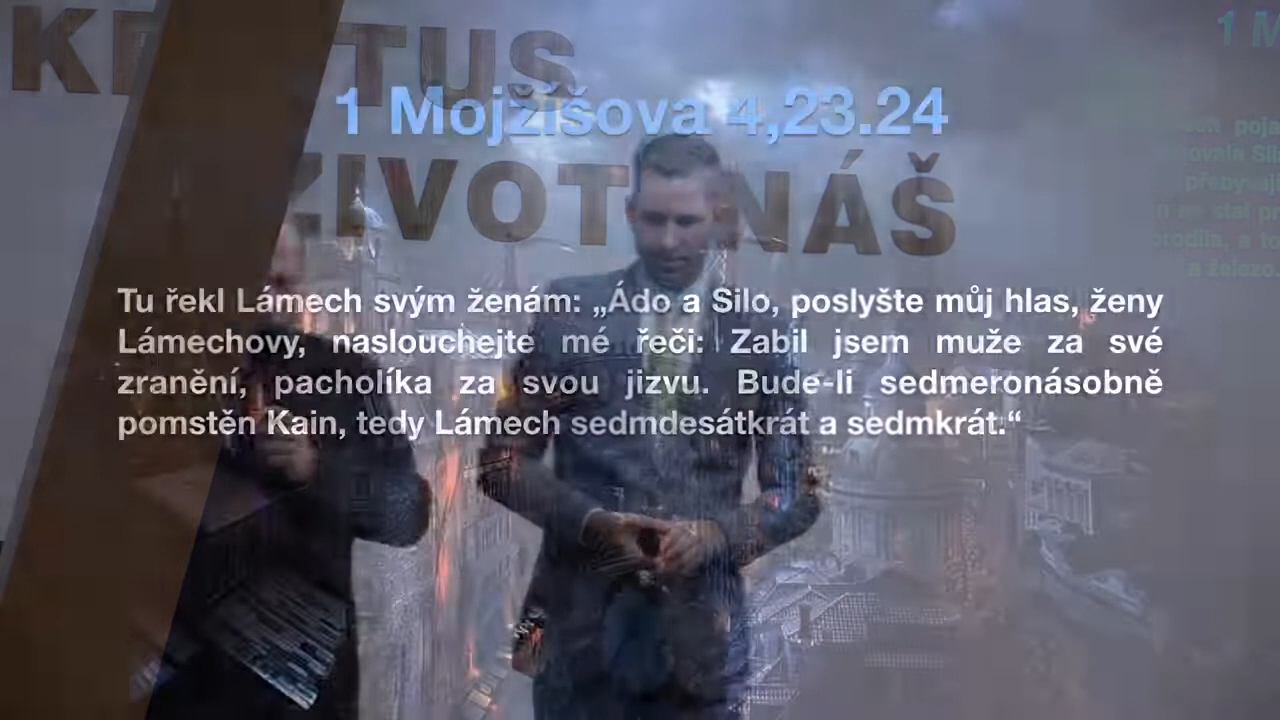 TUS
1 Mojžíšova 4,23.24
ŽIVOT NÁŠ
Tu řekl Lámech svým ženám: „Ádo a Silo, poslyšte můj hlas, ženy
Lámechovy, naslouchejte mé řeči: Zabil jsem muže za své
zranění, pacholíka za svou jizvu. Bude-li sedmeronásobně
pomstěn Kain, tedy Lámech sedmdesátkrát a sedmkrát.“